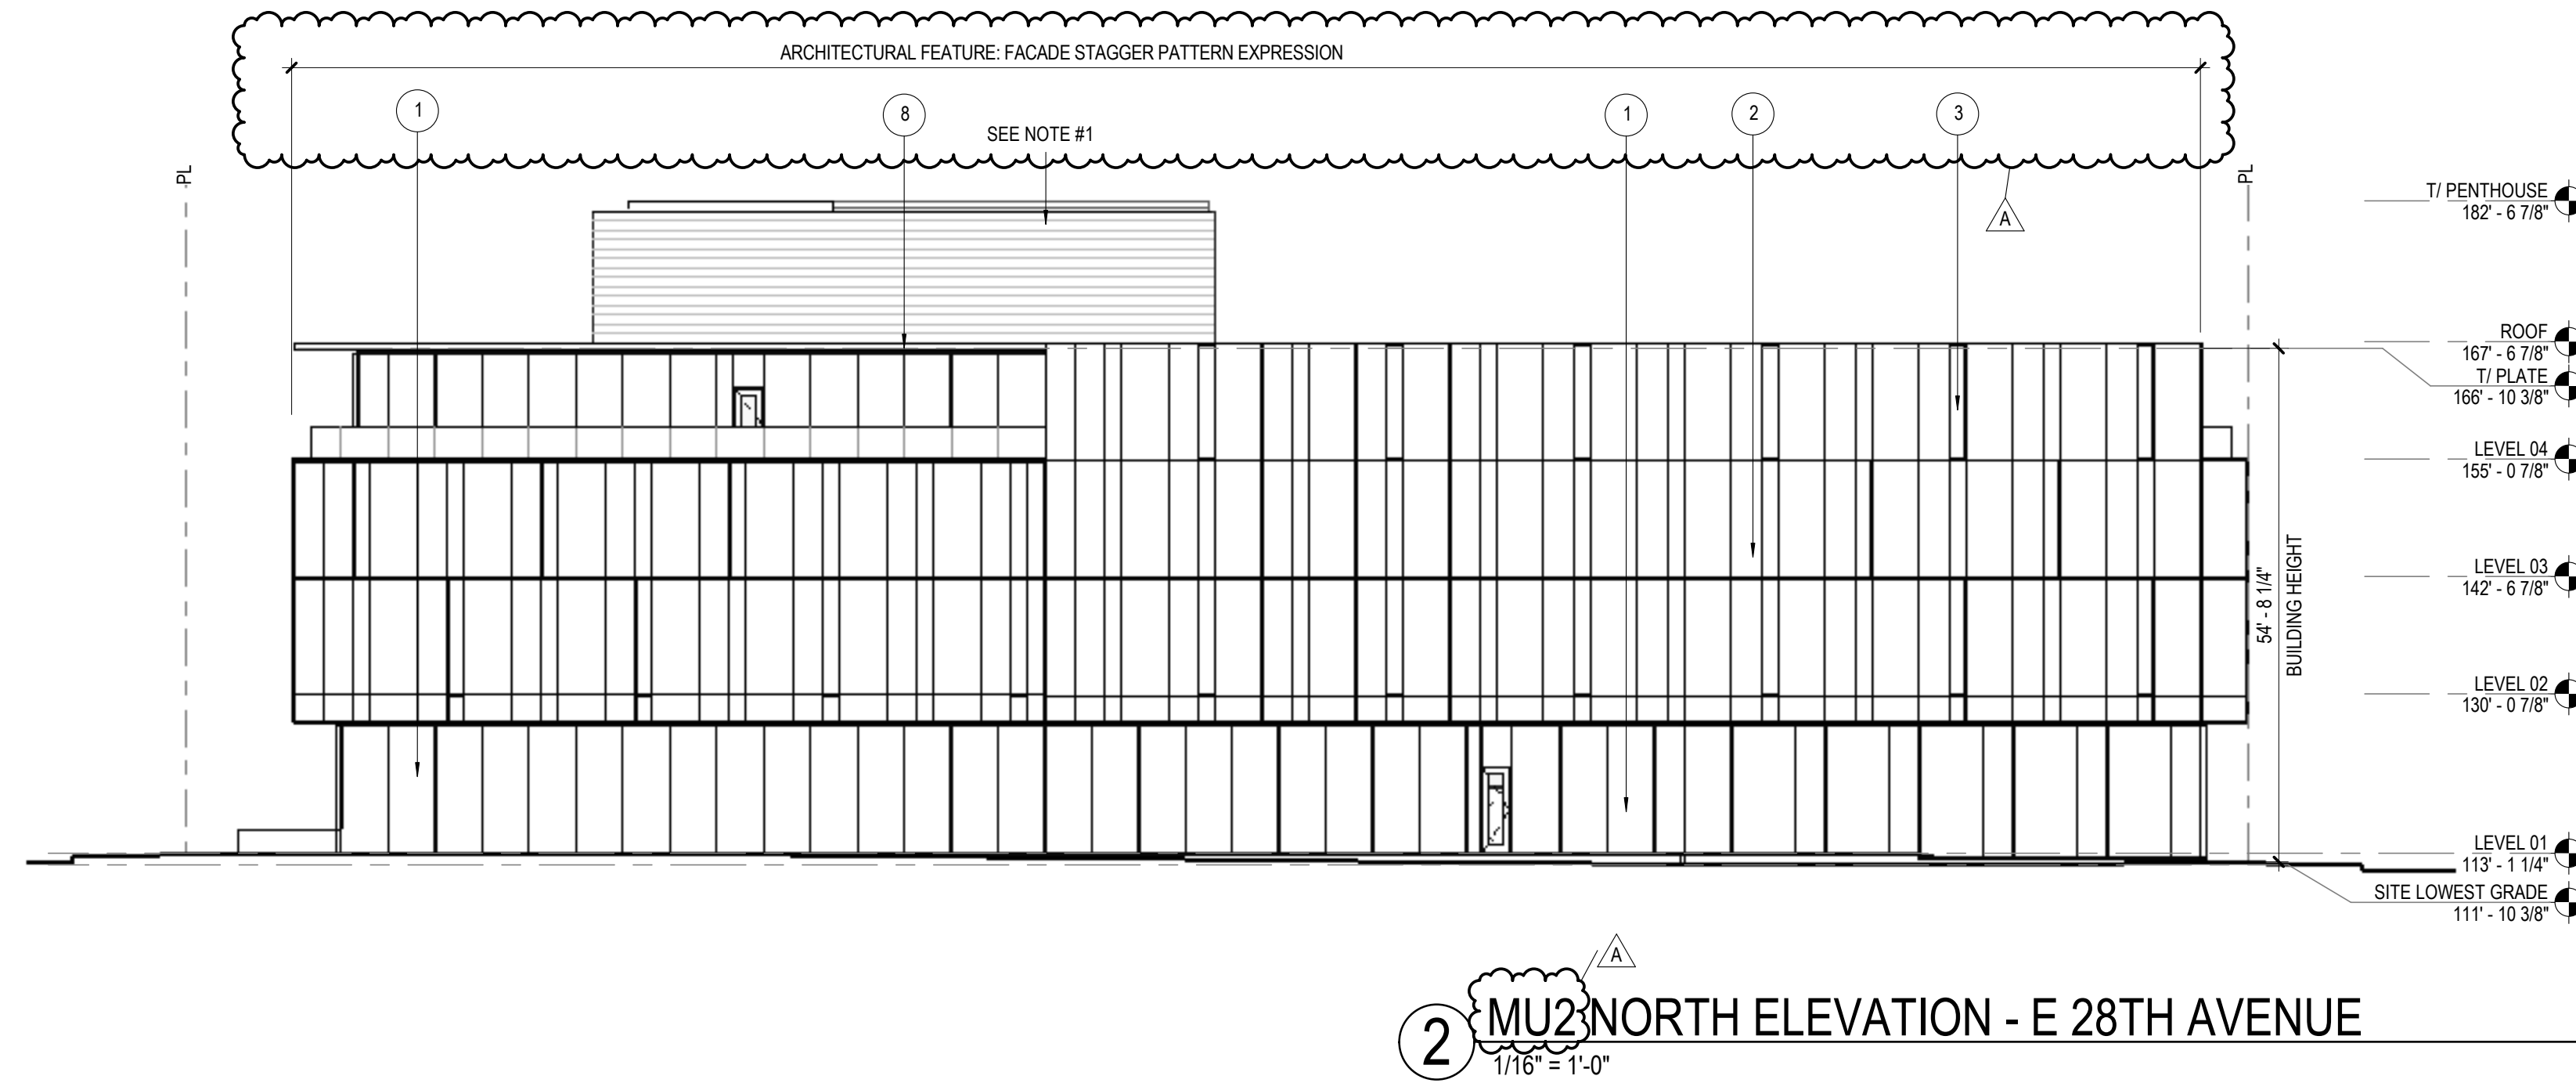 ARCHITECTURAL FEATURE: FACADE STAGGER PATTERN EXPRESSION
1
8
SEE NOTE #1
1
2
3
PL
PL
A
T/ PENTHOUSE
182' - 6 7/8"
ROOF
167' - 6 7/8"
T/ PLATE
166' - 10 3/8"
LEVEL 04
155' - 0 7/8"
LEVEL 03
142' - 6 7/8"
54' - 8 1/4"
BUILDING HEIGHT
LEVEL 02
130' - 0 7/8"
LEVEL 01
113' - 1 1/4"
SITE LOWEST GRADE
111' - 10 3/8"
A
2
MU2 NORTH ELEVATION - E 28TH AVENUE
1/16" = 1'-0"